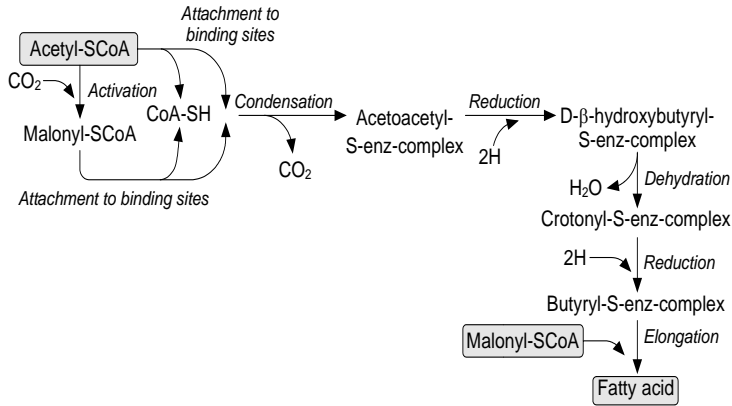 Attachment to
binding sites
Acetyl-SCoA
CO₂
Activation
CoA-SH
Condensation
Reduction
Malonyl-SCoA
Acetoacetyl-
S-enz-complex
D-β-hydroxybutyryl-
S-enz-complex
CO₂
2H
Attachment to binding sites
H₂O
Dehydration
Crotonyl-S-enz-complex
2H
Reduction
Butyryl-S-enz-complex
Malonyl-SCoA
Elongation
Fatty acid